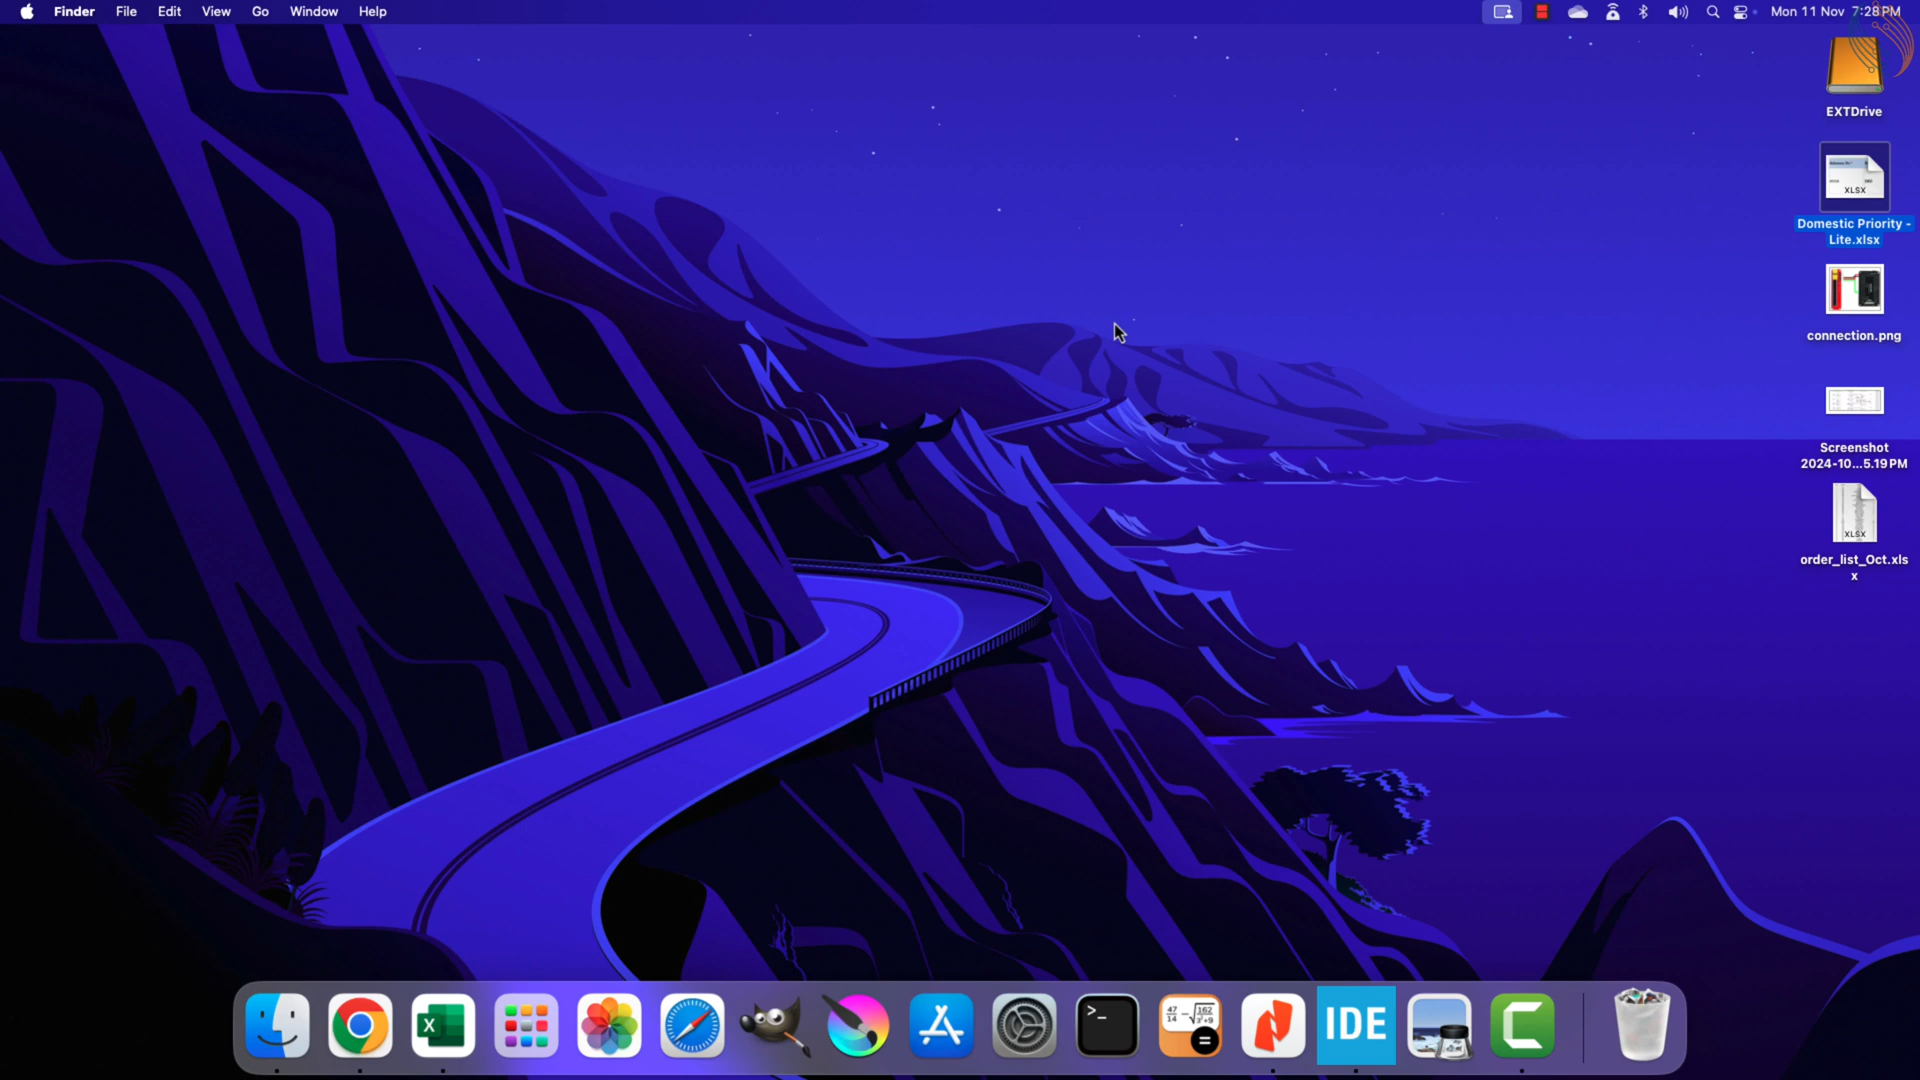 Finder File Edit View Go Window Help
Mon 11 Nov 7:28 PM
EXTDrive
XLSX
Domestic Priority -
Lite.xlsx
connection.png
Screenshot
2024-10...5.19 PM
XLSX
order_list_Oct.xls
x
X
>_
IDE
C